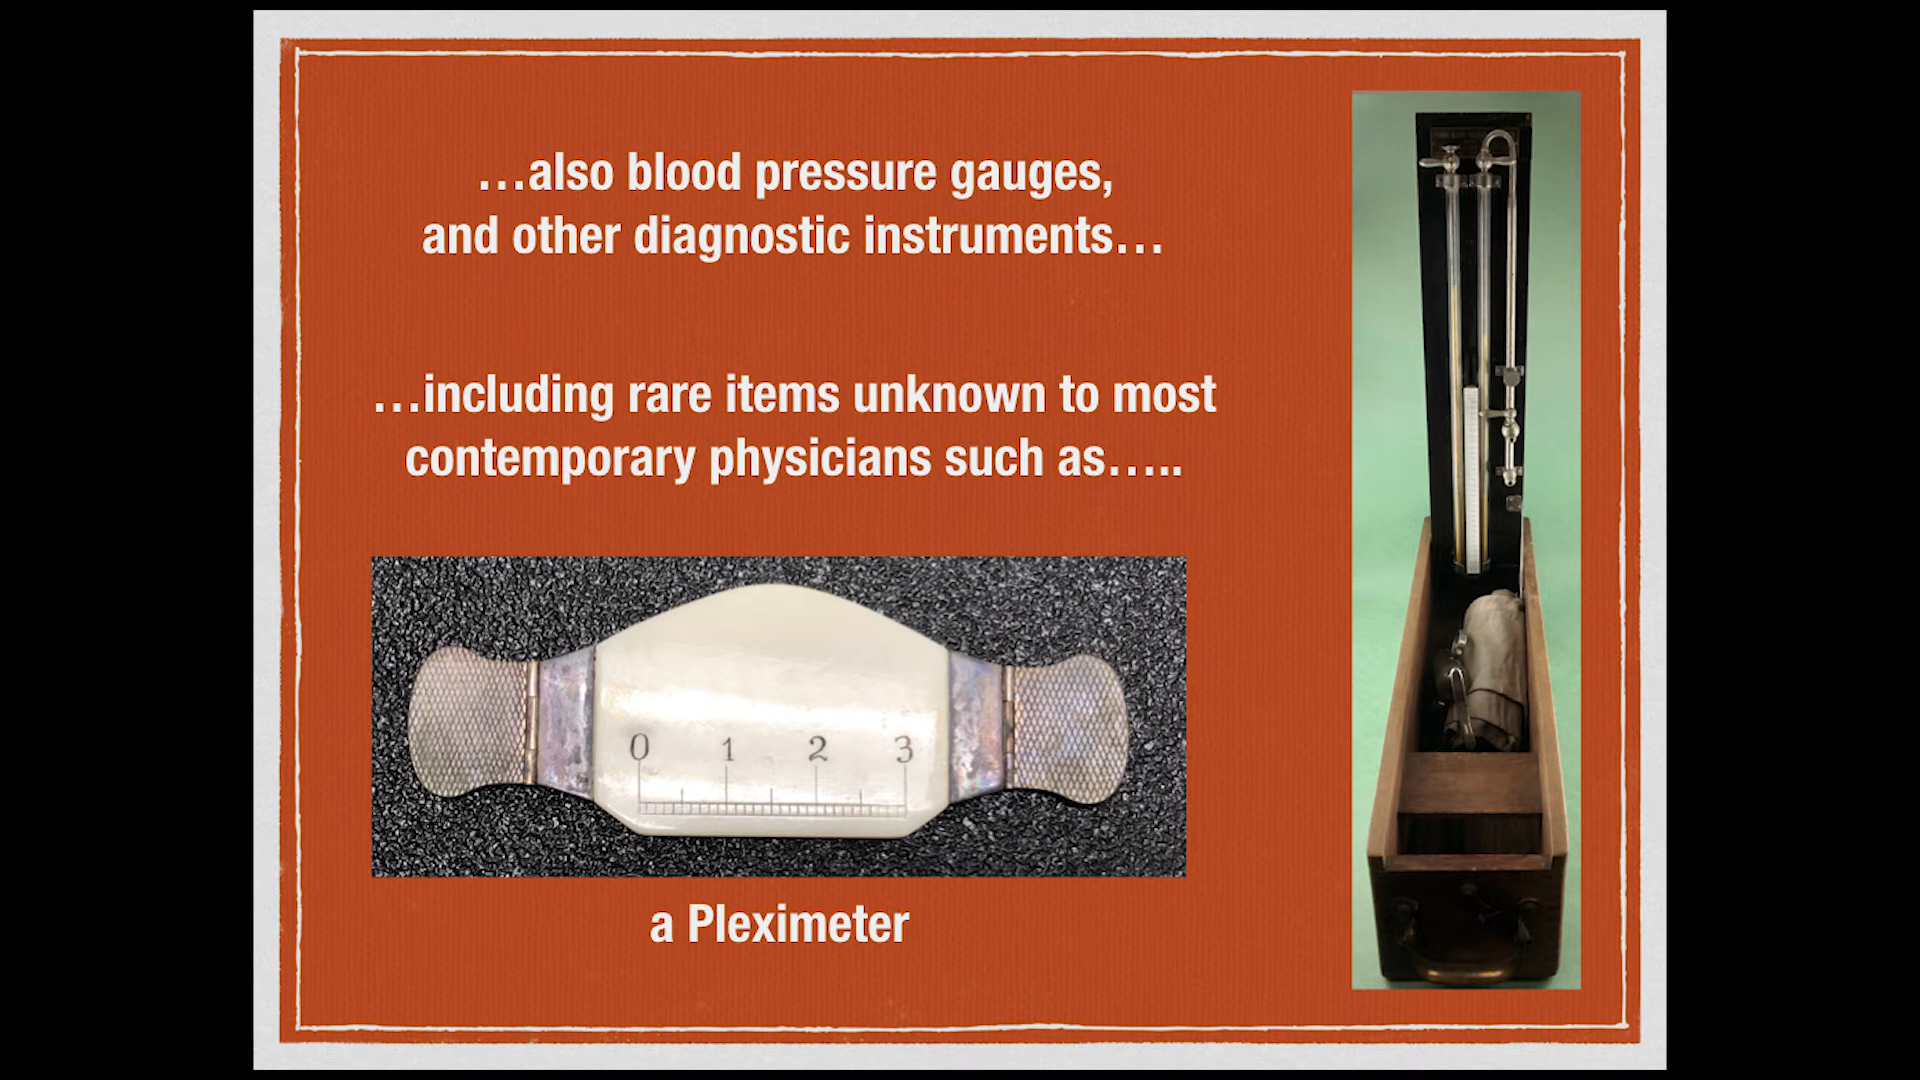 …also blood pressure gauges,
and other diagnostic instruments…
…including rare items unknown to most
contemporary physicians such as…..
0 1 2 3
a Pleximeter